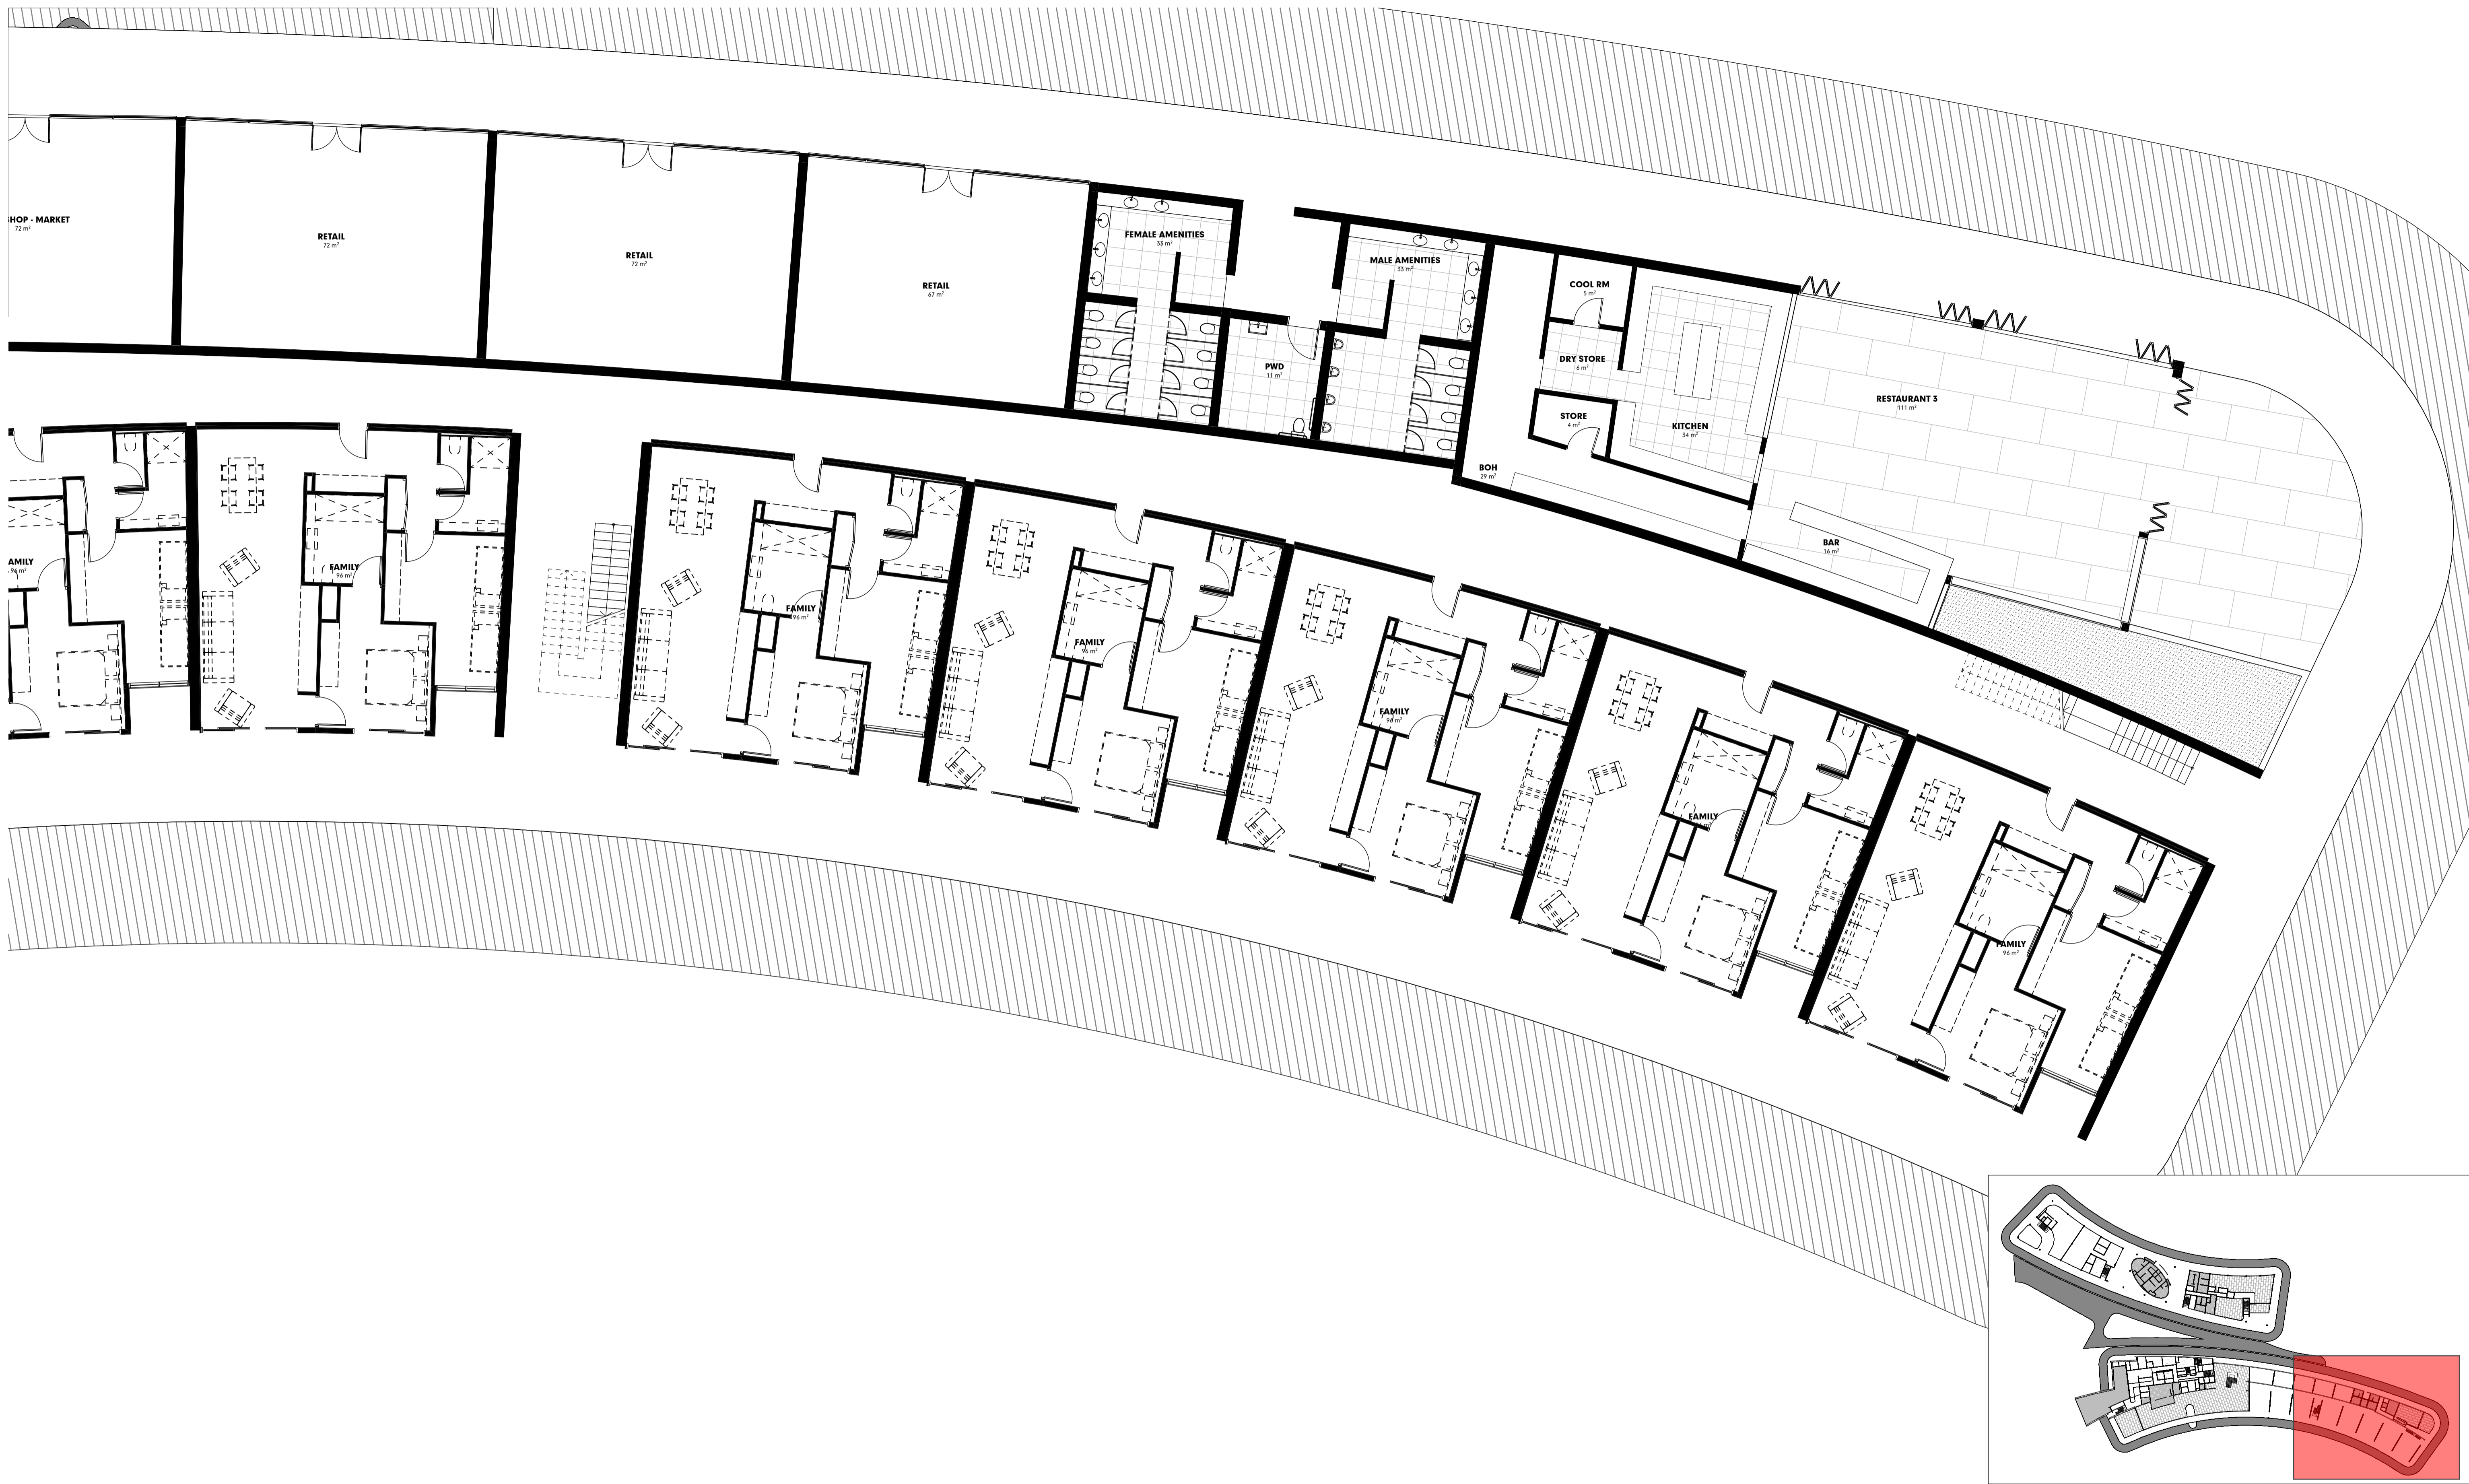 SHOP - MARKET
72 m²
RETAIL
72 m²
RETAIL
72 m²
RETAIL
67 m²
FEMALE AMENITIES
33 m²
PWD
11 m²
MALE AMENITIES
33 m²
COOL RM
5 m²
DRY STORE
6 m²
STORE
4 m²
KITCHEN
34 m²
BOH
29 m²
RESTAURANT 3
111 m²
BAR
16 m²
FAMILY
96 m²
FAMILY
96 m²
FAMILY
96 m²
FAMILY
96 m²
FAMILY
96 m²
FAMILY
FAMILY
96 m²